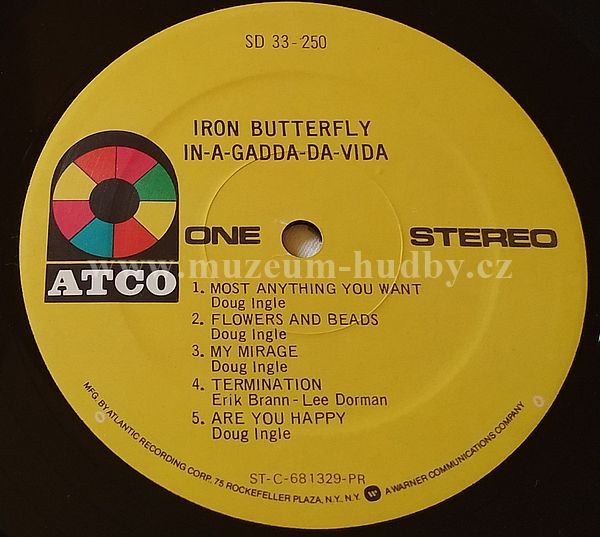 SD 33-250
IRON BUTTERFLY
IN-A-GADDA-DA-VIDA
ATCO
ONE
STEREO
www.muzeum-hudby.cz
1. MOST ANYTHING YOU WANT
Doug Ingle
2. FLOWERS AND BEADS
Doug Ingle
3. MY MIRAGE
Doug Ingle
4. TERMINATION
Erik Brann - Lee Dorman
5. ARE YOU HAPPY
Doug Ingle
ST-C-681329-PR
MFG. BY ATLANTIC RECORDING CORP. 75 ROCKEFELLER PLAZA, N.Y., N.Y. A WARNER COMMUNICATIONS COMPANY